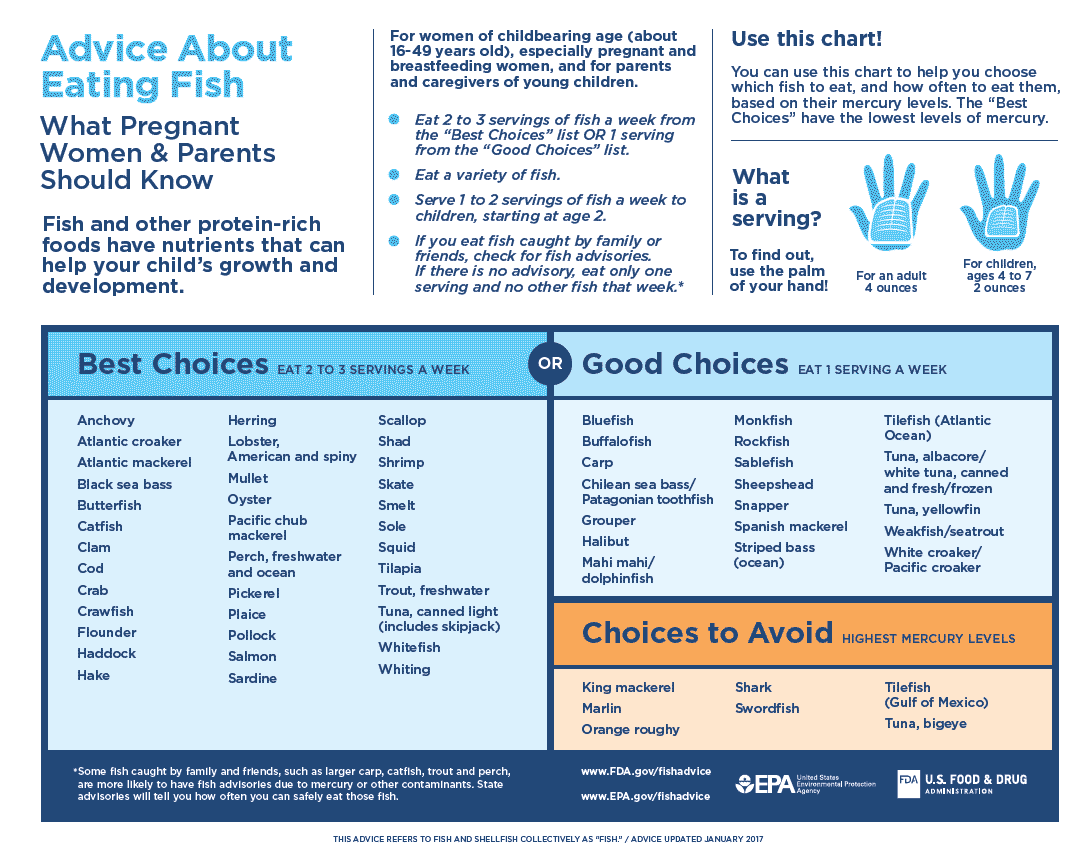 Advice About
Eating Fish
What Pregnant
Women & Parents
Should Know
Fish and other protein-rich
foods have nutrients that can
help your child's growth and
development.
For women of childbearing age (about
16-49 years old), especially pregnant and
breastfeeding women, and for parents
and caregivers of young children.
Eat 2 to 3 servings of fish a week from
the "Best Choices" list OR 1 serving
from the "Good Choices" list.
Eat a variety of fish.
Serve 1 to 2 servings of fish a week to
children, starting at age 2.
If you eat fish caught by family or
friends, check for fish advisories.
If there is no advisory, eat only one
serving and no other fish that week.*
Use this chart!
You can use this chart to help you choose
which fish to eat, and how often to eat them,
based on their mercury levels. The "Best
Choices" have the lowest levels of mercury.
What
is a
serving?
To find out,
use the palm
of your hand!
For an adult
4 ounces
For children,
ages 4 to 7
2 ounces
Best Choices EAT 2 TO 3 SERVINGS A WEEK
Anchovy
Atlantic croaker
Atlantic mackerel
Black sea bass
Butterfish
Catfish
Clam
Cod
Crab
Crawfish
Flounder
Haddock
Hake
Herring
Lobster,
American and spiny
Mullet
Oyster
Pacific chub
mackerel
Perch, freshwater
and ocean
Pickerel
Plaice
Pollock
Salmon
Sardine
Scallop
Shad
Shrimp
Skate
Smelt
Sole
Squid
Tilapia
Trout, freshwater
Tuna, canned light
(includes skipjack)
Whitefish
Whiting
OR
Good Choices EAT 1 SERVING A WEEK
Bluefish
Buffalofish
Carp
Chilean sea bass/
Patagonian toothfish
Grouper
Halibut
Mahi mahi/
dolphinfish
Monkfish
Rockfish
Sablefish
Sheepshead
Snapper
Spanish mackerel
Striped bass
(ocean)
Tilefish (Atlantic
Ocean)
Tuna, albacore/
white tuna, canned
and fresh/frozen
Tuna, yellowfin
Weakfish/seatrout
White croaker/
Pacific croaker
Choices to Avoid HIGHEST MERCURY LEVELS
King mackerel
Marlin
Orange roughy
Shark
Swordfish
Tilefish
(Gulf of Mexico)
Tuna, bigeye
*Some fish caught by family and friends, such as larger carp, catfish, trout and perch,
are more likely to have fish advisories due to mercury or other contaminants. State
advisories will tell you how often you can safely eat those fish.
www.FDA.gov/fishadvice
www.EPA.gov/fishadvice
EPA
United States
Environmental Protection
Agency
FDA
U.S. FOOD & DRUG
ADMINISTRATION
THIS ADVICE REFERS TO FISH AND SHELLFISH COLLECTIVELY AS "FISH." / ADVICE UPDATED JANUARY 2017